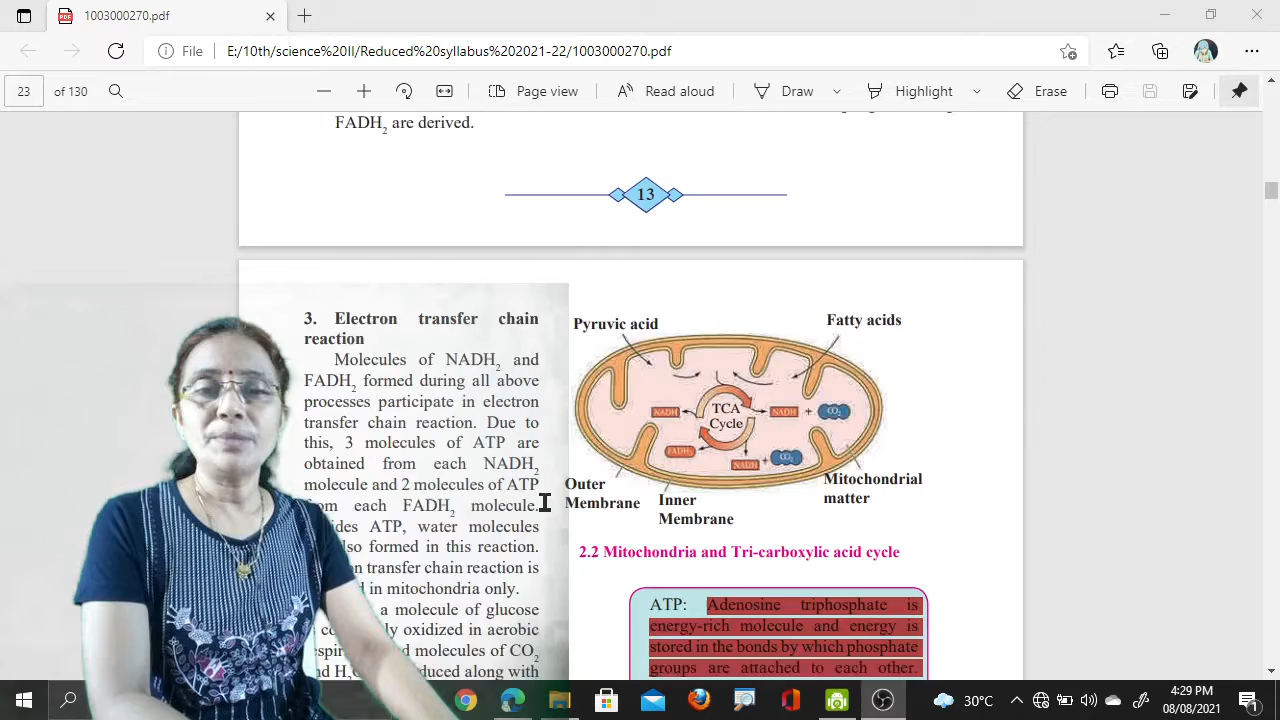 1003000270.pdf
File
E:/10th/science%20II/Reduced%20syllabus%202021-22/1003000270.pdf
23 of 130
Page view
Read aloud
Draw
Highlight
Erase
FADH2 are derived.
13
3. Electron transfer chain
reaction
Molecules of NADH2 and
FADH2 formed during all above
processes participate in electron
transfer chain reaction. Due to
this, 3 molecules of ATP are
obtained from each NADH2
molecule and 2 molecules of ATP
from each FADH2 molecule.
ATP, water molecules
formed in this reaction.
transfer chain reaction is
in mitochondria only.
a molecule of glucose
oxidized in aerobic
molecules of CO2
along with
Pyruvic acid
Fatty acids
TCA
Cycle
NADH
NADH + CO2
FADH2
NADH + CO2
Outer
Membrane
Inner
Membrane
Mitochondrial
matter
2.2 Mitochondria and Tri-carboxylic acid cycle
ATP: Adenosine triphosphate is
energy-rich molecule and energy is
stored in the bonds by which phosphate
groups are attached to each other.
30°C
4:29 PM
08/08/2021
1